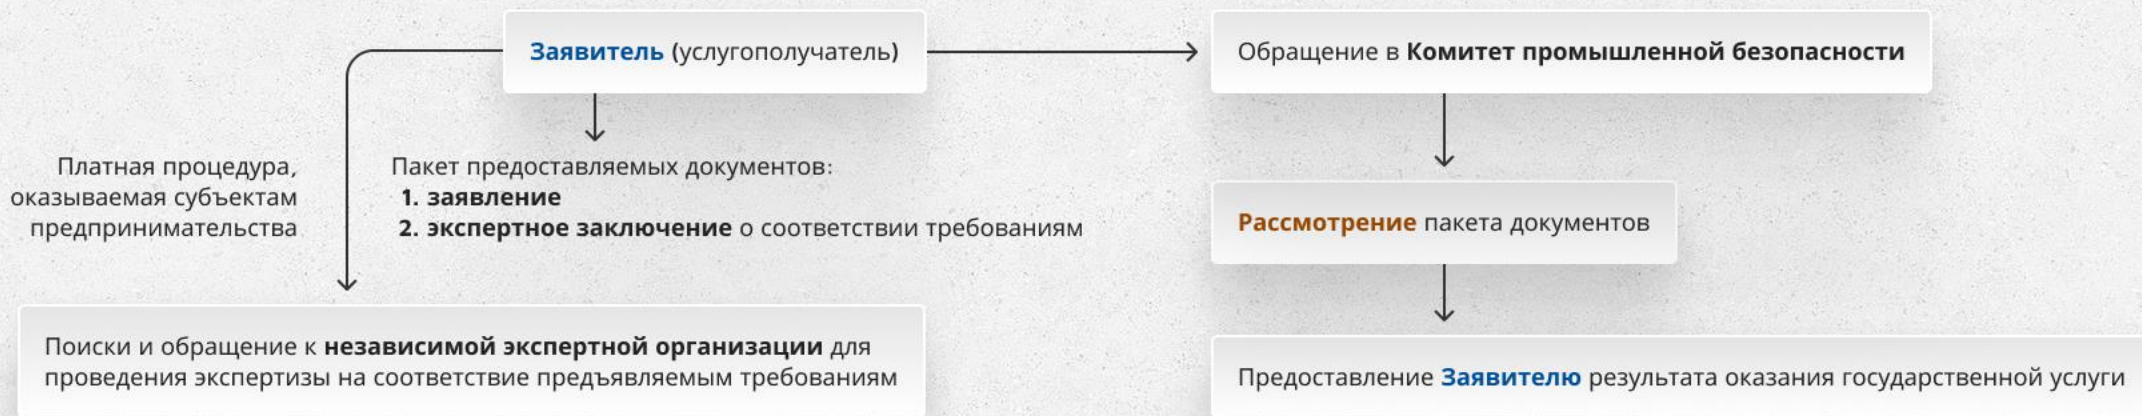 Заявитель (услугополучатель)
Платная процедура,
оказываемая субъектам
предпринимательства
Пакет предоставляемых документов:
1. заявление
2. экспертное заключение о соответствии требованиям
Поиски и обращение к независимой экспертной организации для
проведения экспертизы на соответствие предъявляемым требованиям
Обращение в Комитет промышленной безопасности
Рассмотрение пакета документов
Предоставление Заявителю результата оказания государственной услуги